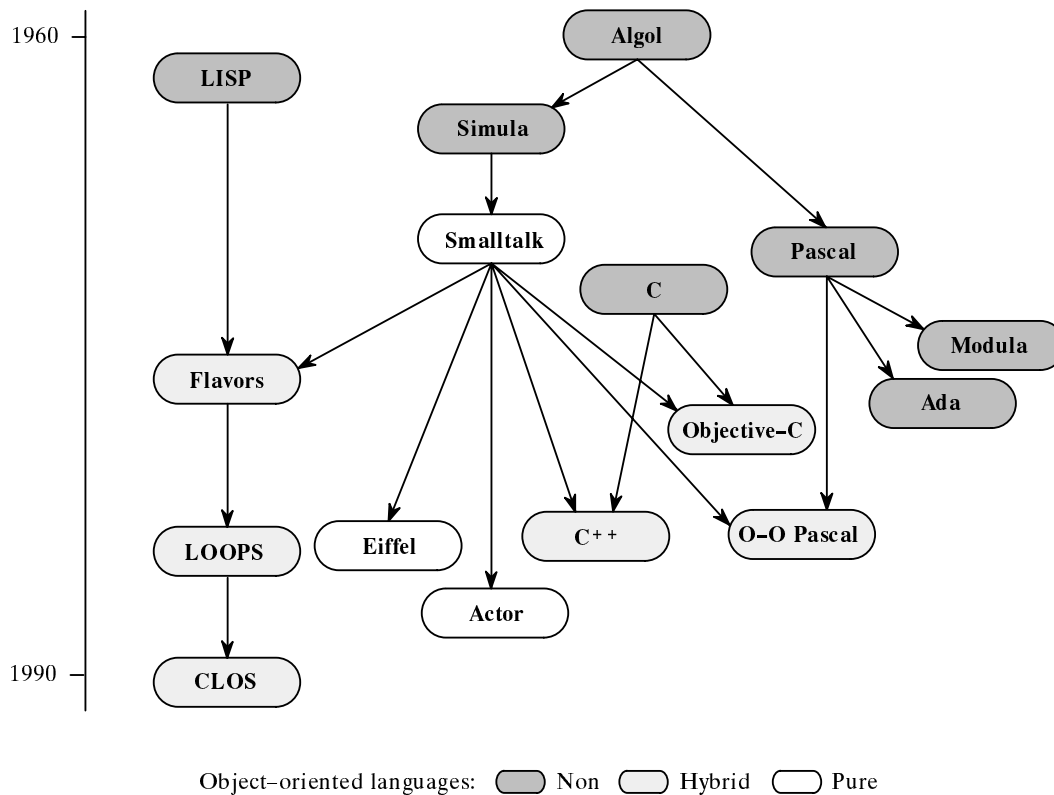 1960
Algol
LISP
Simula
Smalltalk
Pascal
C
Modula
Flavors
Ada
Objective–C
Eiffel
C++
O–O Pascal
LOOPS
Actor
1990
CLOS
Object–oriented languages: Non Hybrid Pure